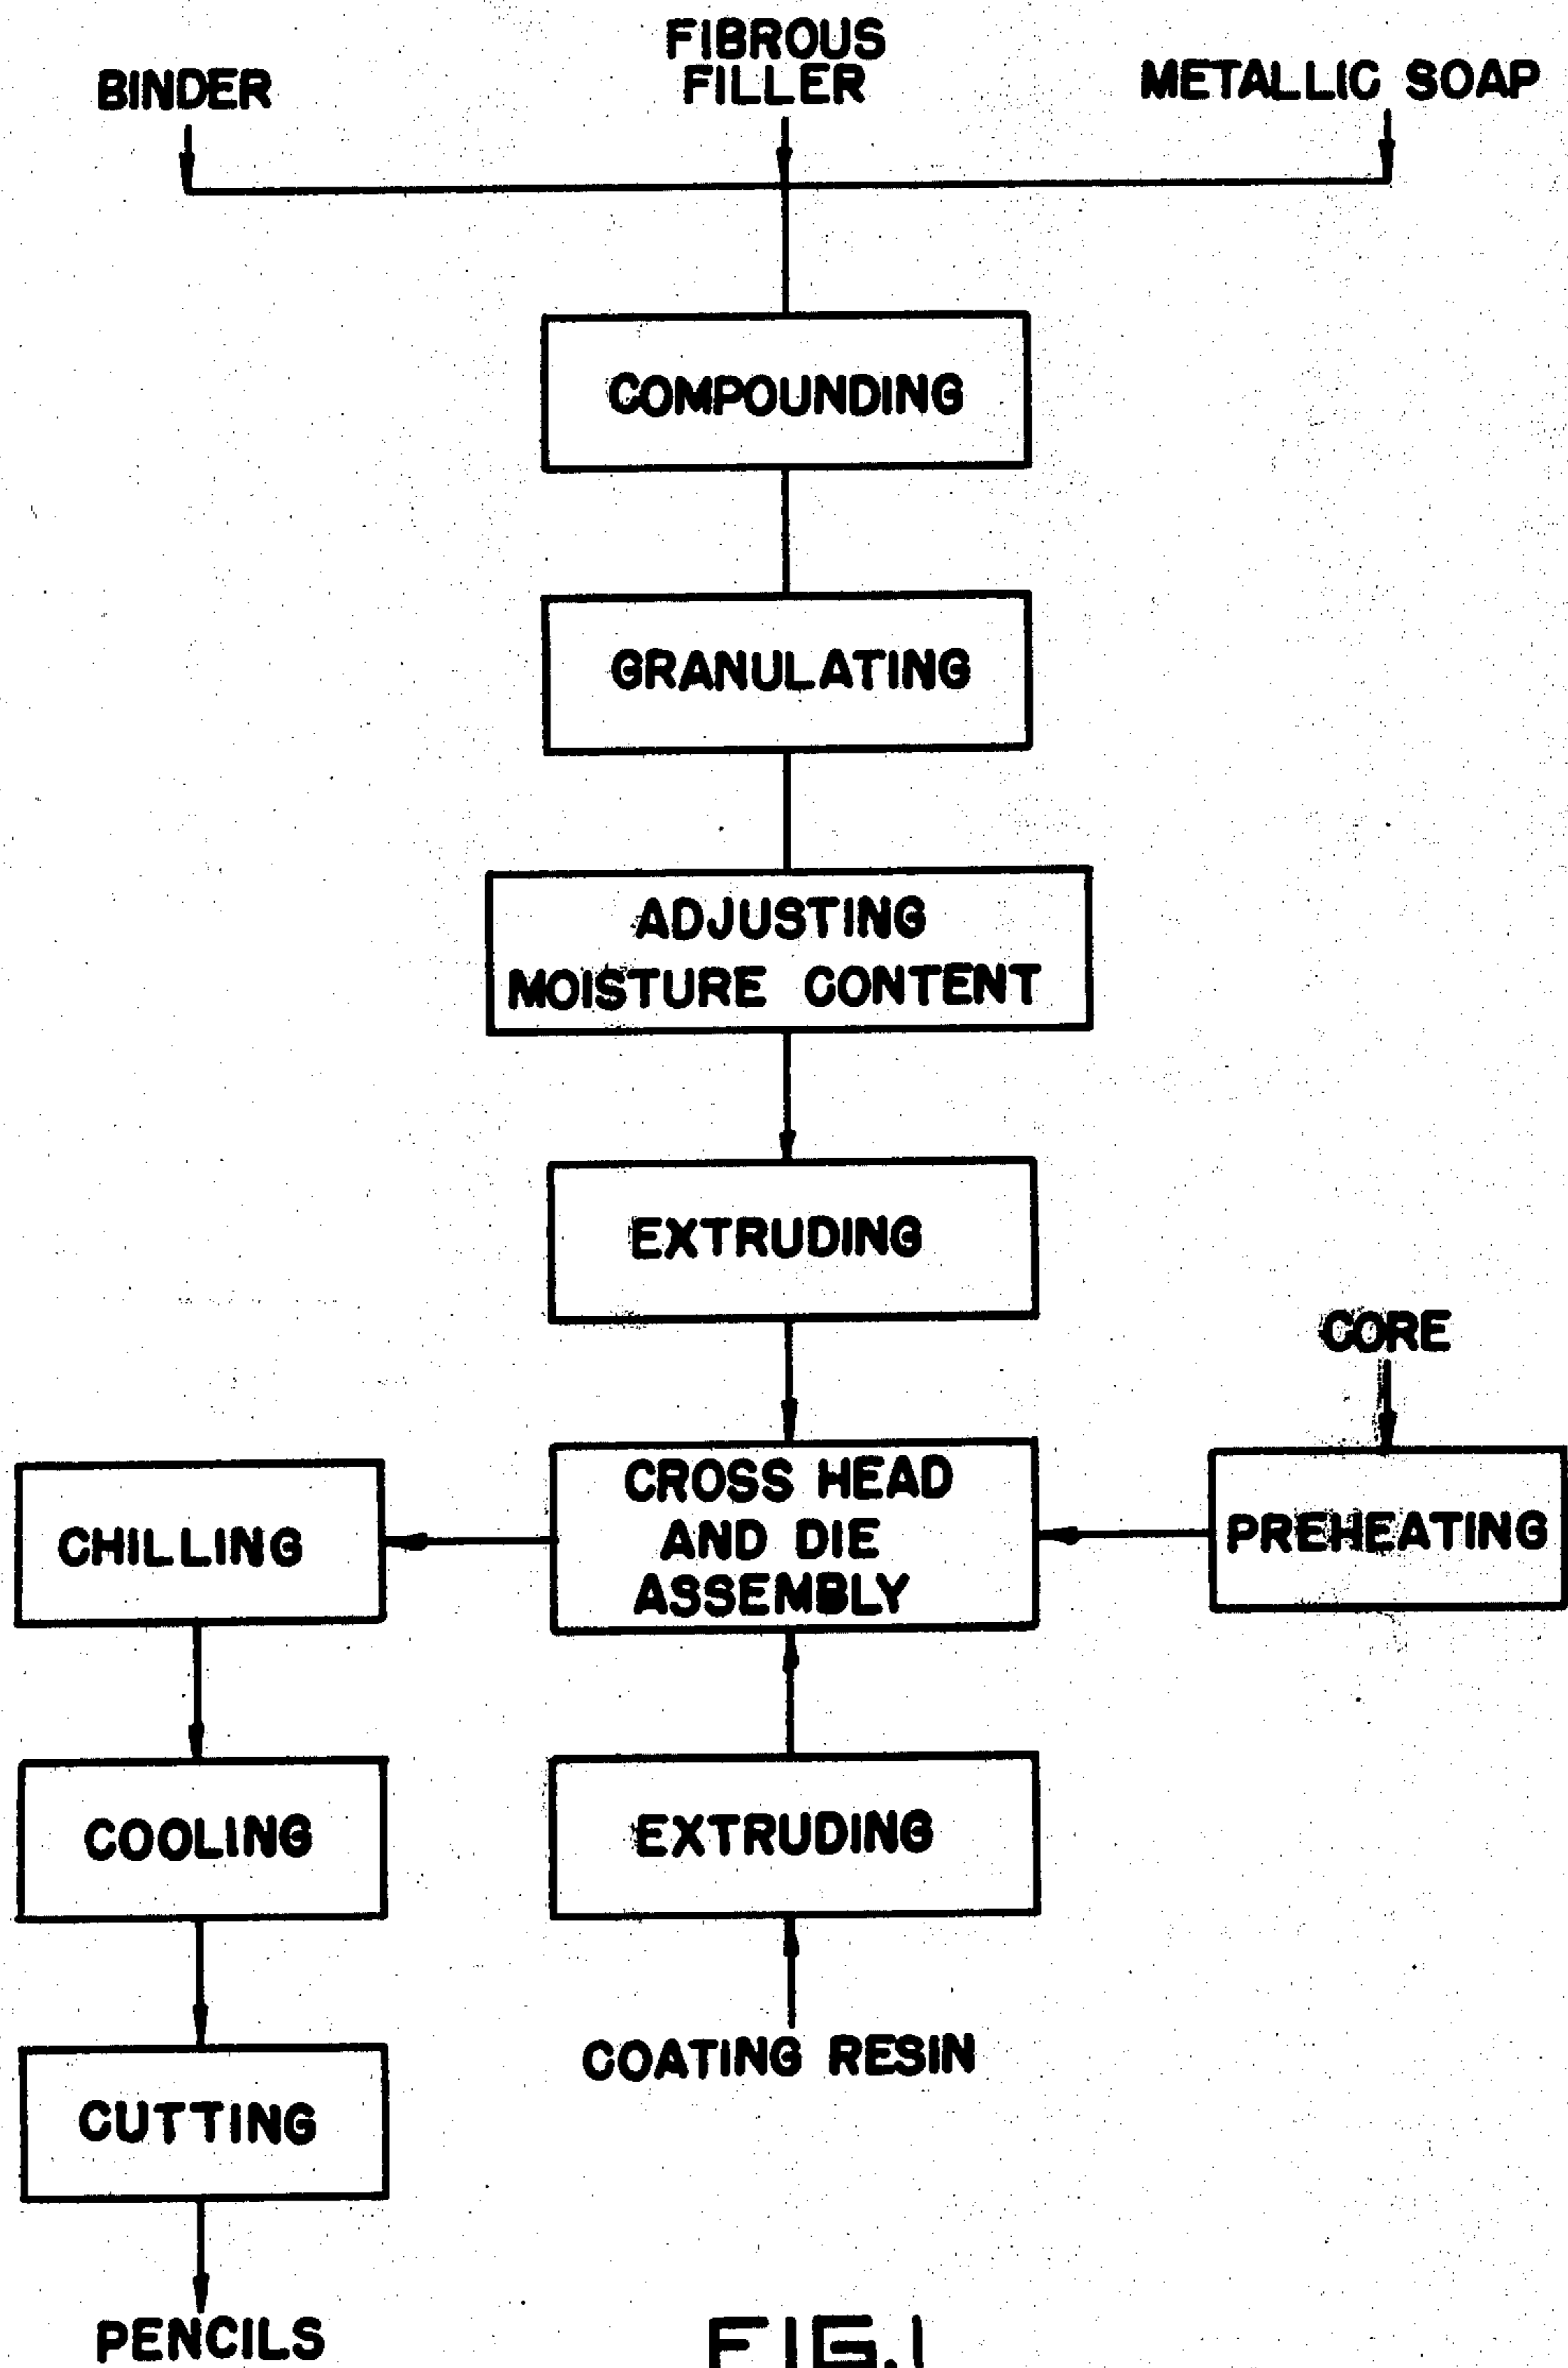 BINDER
FIBROUS
FILLER
METALLIC SOAP
COMPOUNDING
GRANULATING
ADJUSTING
MOISTURE CONTENT
EXTRUDING
CORE
CHILLING
CROSS HEAD
AND DIE
ASSEMBLY
PREHEATING
COOLING
EXTRUDING
COATING RESIN
CUTTING
PENCILS
FIG.1